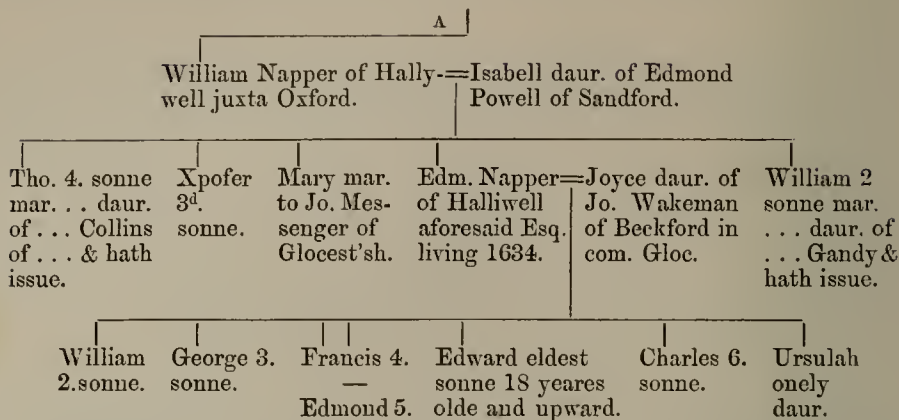 A
William Napper of Hally-=Isabell daur. of Edmond
well juxta Oxford. Powell of Sandford.
Tho. 4. sonne
mar. . . daur.
of . . . Collins
of . . . & hath
issue.
Xpofer
3d.
sonne.
Mary mar.
to Jo. Mes-
senger of
Glocest'sh.
Edm. Napper=
of Halliwell
aforesaid Esq.
living 1634.
Joyce daur. of
Jo. Wakeman
of Beckford in
com. Gloc.
William 2
sonne mar.
. . . daur. of
. . . Gandy &
hath issue.
William
2.sonne.
George 3.
sonne.
Francis 4.
—
Edmond 5.
Edward eldest
sonne 18 yeares
olde and upward.
Charles 6.
sonne.
Ursulah
onely
daur.